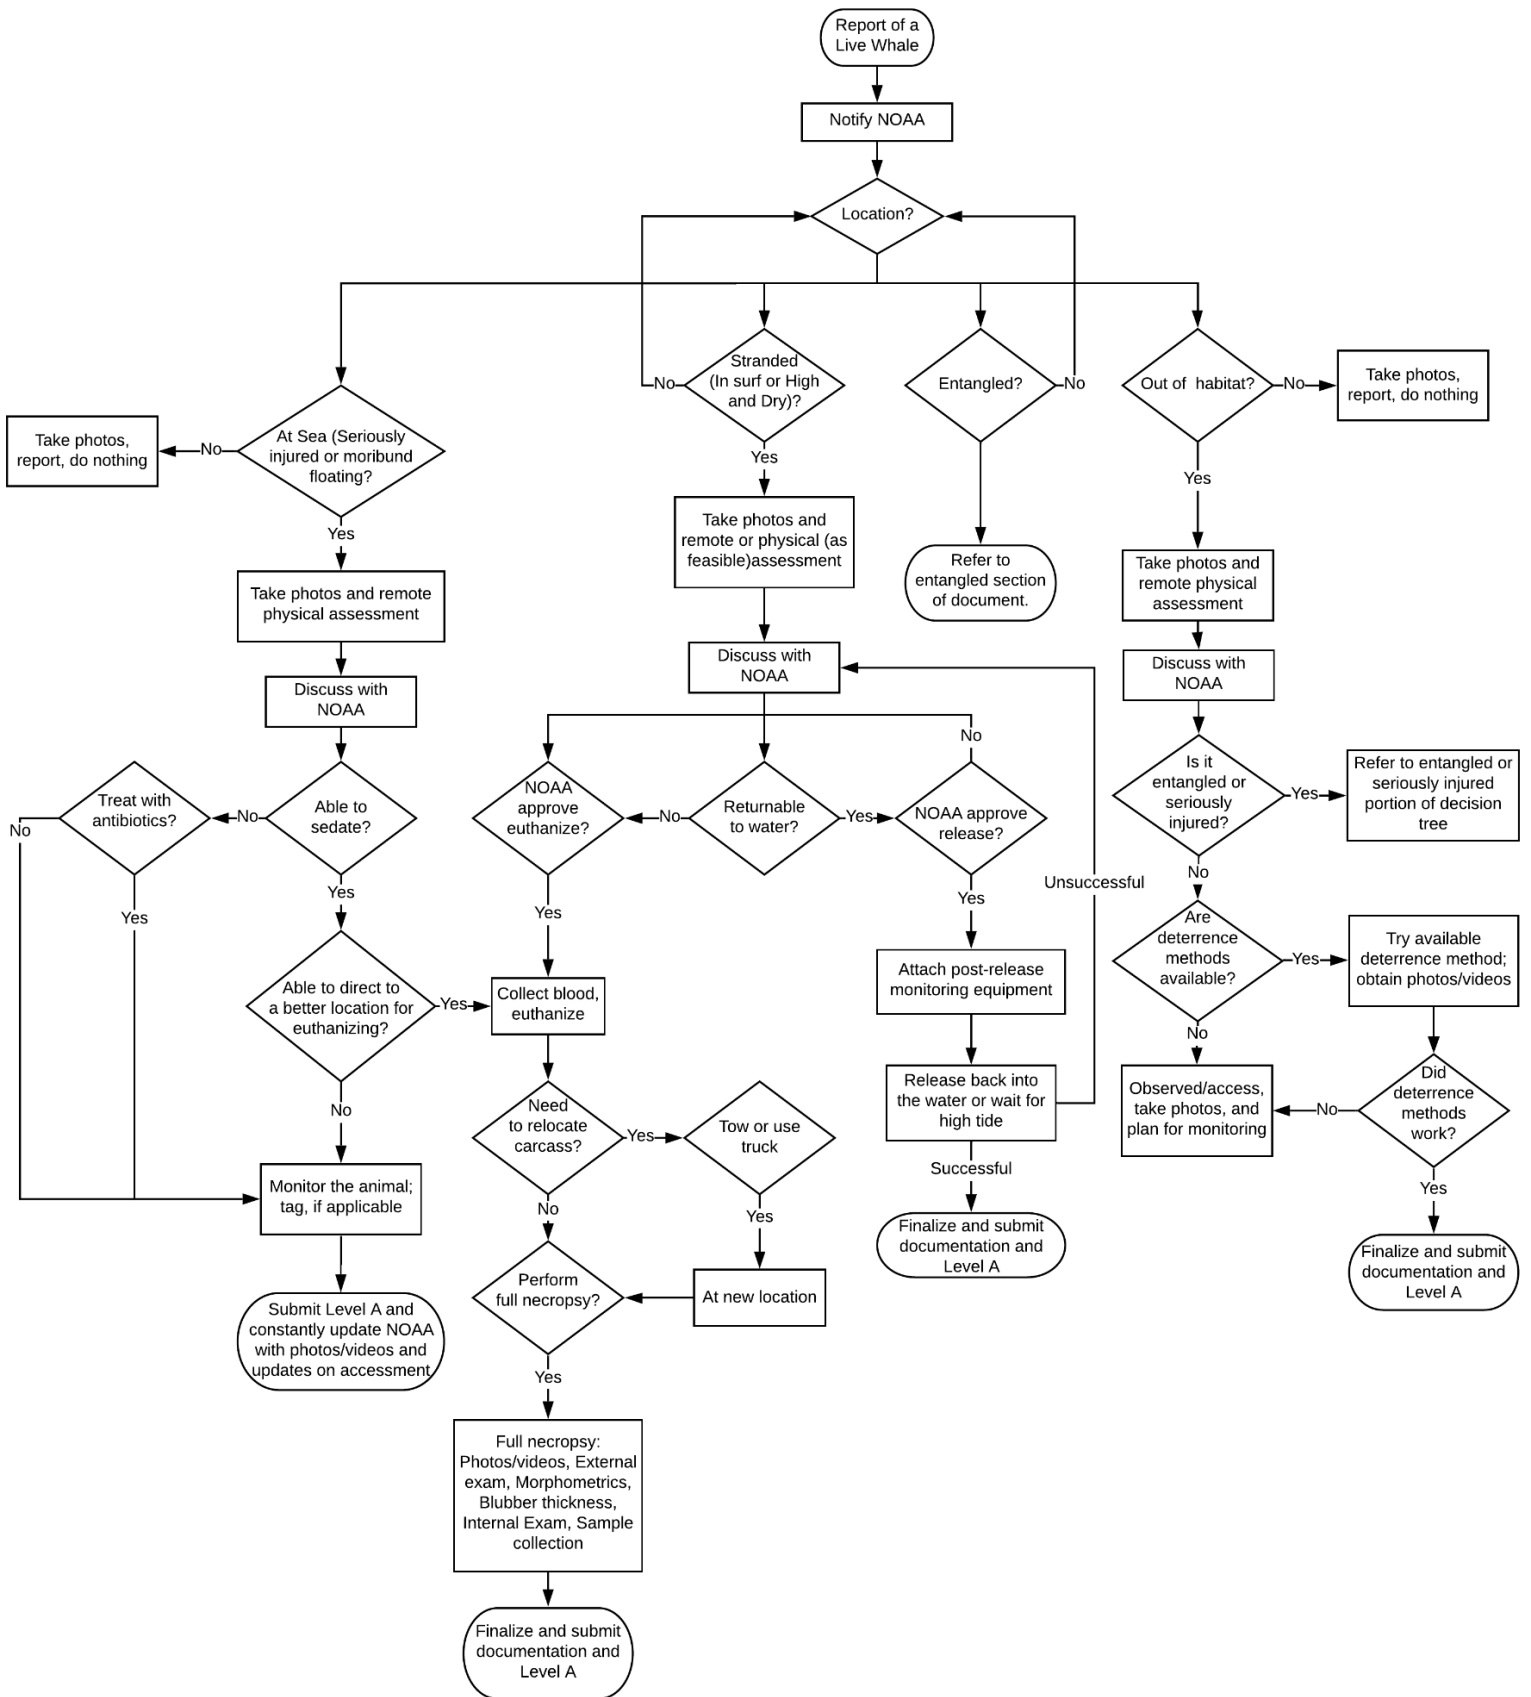 Report of a
Live Whale
Notify NOAA
Location?
Stranded
(In surf or High
and Dry)?
No
Entangled?
No
Out of habitat?
No
Take photos,
report, do nothing
At Sea (Seriously
injured or moribund
floating?
No
Take photos,
report, do nothing
Yes
Take photos and remote
physical assessment
Discuss with
NOAA
Able to
sedate?
No
Treat with
antibiotics?
No
Yes
Yes
Able to direct to
a better location for
euthanizing?
Yes
No
Monitor the animal;
tag, if applicable
Submit Level A and
constantly update NOAA
with photos/videos and
updates on accessment
Yes
Take photos and
remote or physical (as
feasible)assessment
Discuss with
NOAA
Returnable
to water?
No
Yes
NOAA
approve
euthanize?
Yes
Collect blood,
euthanize
Need
to relocate
carcass?
Yes
Tow or use
truck
Yes
At new location
No
Perform
full necropsy?
Yes
Full necropsy:
Photos/videos, External
exam, Morphometrics,
Blubber thickness,
Internal Exam, Sample
collection
Finalize and submit
documentation and
Level A
No
NOAA approve
release?
Yes
Attach post-release
monitoring equipment
Release back into
the water or wait for
high tide
Unsuccessful
Successful
Finalize and submit
documentation and
Level A
Refer to
entangled section
of document.
Yes
Take photos and
remote physical
assessment
Discuss with
NOAA
Is it
entangled or
seriously
injured?
Yes
Refer to entangled or
seriously injured
portion of decision
tree
No
Are
deterrence
methods
available?
Yes
Try available
deterrence method;
obtain photos/videos
No
Observed/access,
take photos, and
plan for monitoring
Did
deterrence
methods
work?
No
Yes
Finalize and submit
documentation and
Level A